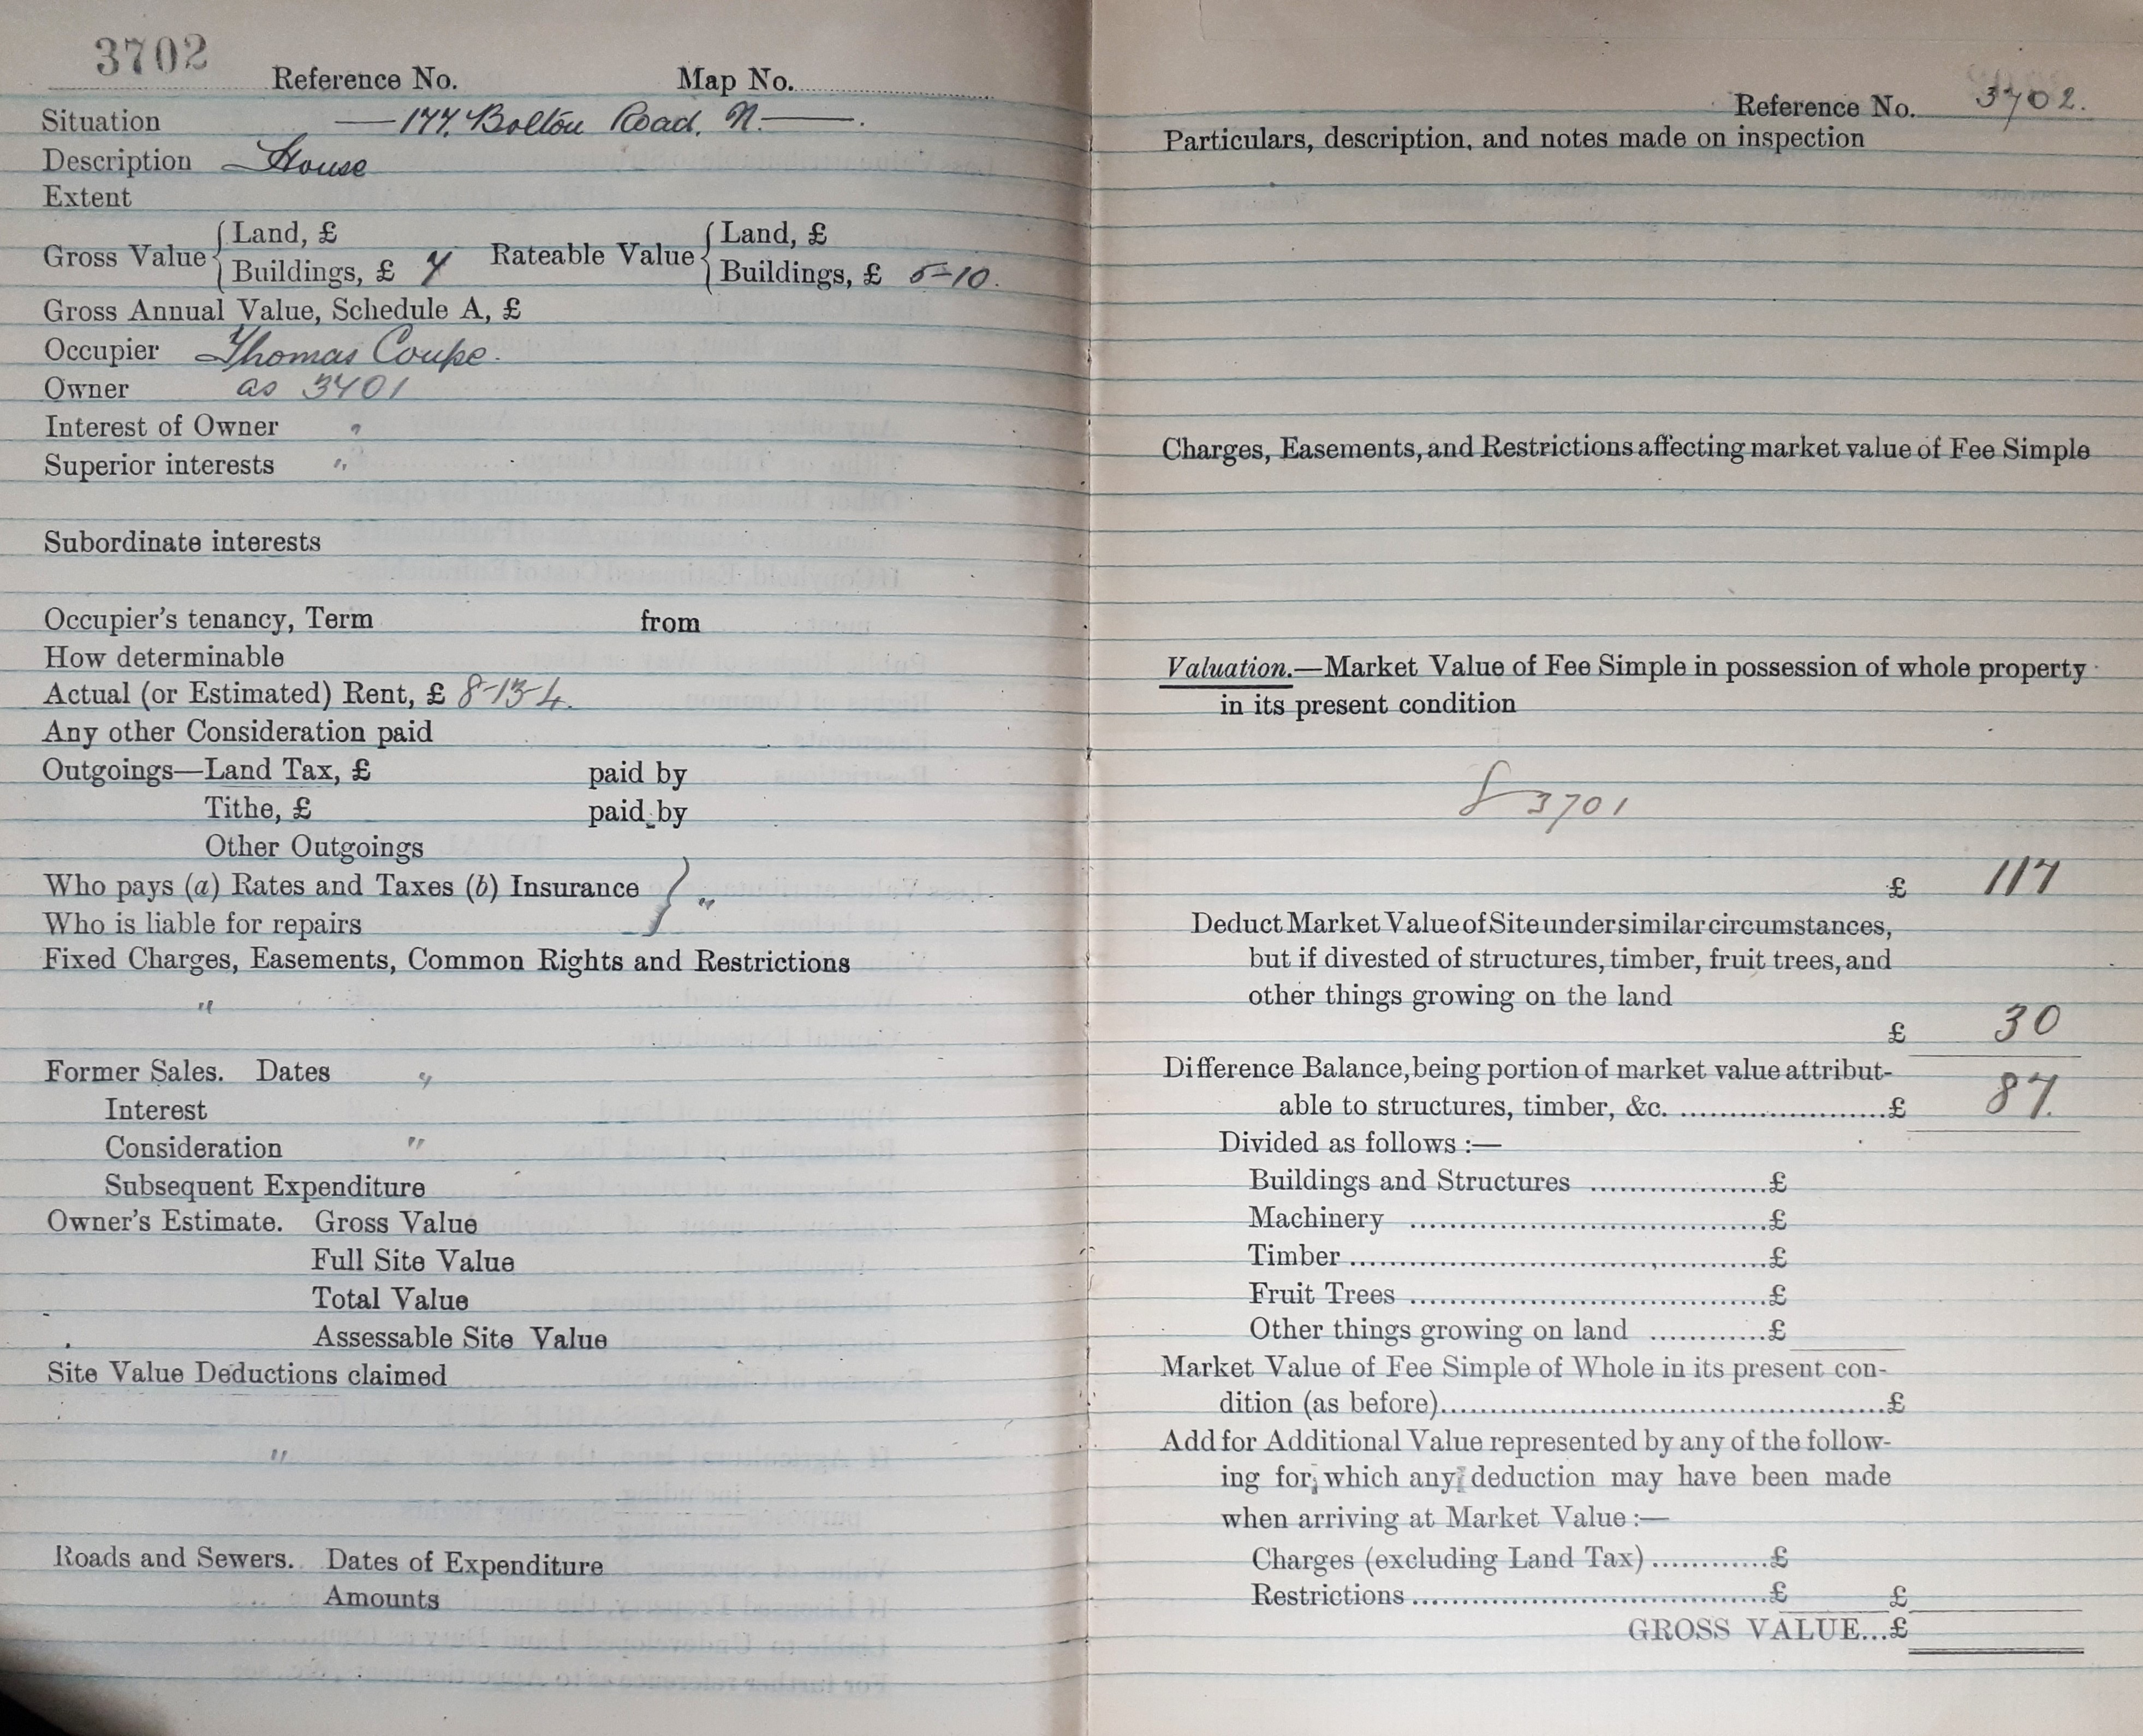 3702
Reference No. Map No.
Situation — 177, Bolton Road, N. —.
Description House
Extent
Gross Value { Land, £ Rateable Value { Land, £
Buildings, £ 7 Buildings, £ 5-10.
Gross Annual Value, Schedule A, £
Occupier Thomas Coupe.
Owner as 3701
Interest of Owner "
Superior interests "
Subordinate interests
Occupier's tenancy, Term from
How determinable
Actual (or Estimated) Rent, £ 8-13-4.
Any other Consideration paid
Outgoings—Land Tax, £ paid by
Tithe, £ paid by
Other Outgoings
Who pays (a) Rates and Taxes (b) Insurance } "
Who is liable for repairs
Fixed Charges, Easements, Common Rights and Restrictions
"
Former Sales. Dates "
Interest
Consideration "
Subsequent Expenditure
Owner's Estimate. Gross Value
Full Site Value
Total Value
Assessable Site Value
Site Value Deductions claimed
"
Roads and Sewers. Dates of Expenditure
Amounts
Reference No. 3702.
Particulars, description, and notes made on inspection
Charges, Easements, and Restrictions affecting market value of Fee Simple
Valuation.—Market Value of Fee Simple in possession of whole property
in its present condition
3701
£ 117
Deduct Market Value of Site under similar circumstances,
but if divested of structures, timber, fruit trees, and
other things growing on the land
£ 30
Difference Balance, being portion of market value attribut-
able to structures, timber, &c. ..................... £ 87.
Divided as follows :—
Buildings and Structures ..................£
Machinery ....................................£
Timber..........................................£
Fruit Trees ....................................£
Other things growing on land ............£
Market Value of Fee Simple of Whole in its present con-
dition (as before)............................................£
Add for Additional Value represented by any of the follow-
ing for which any deduction may have been made
when arriving at Market Value :—
Charges (excluding Land Tax)............£
Restrictions....................................£ £
GROSS VALUE...£